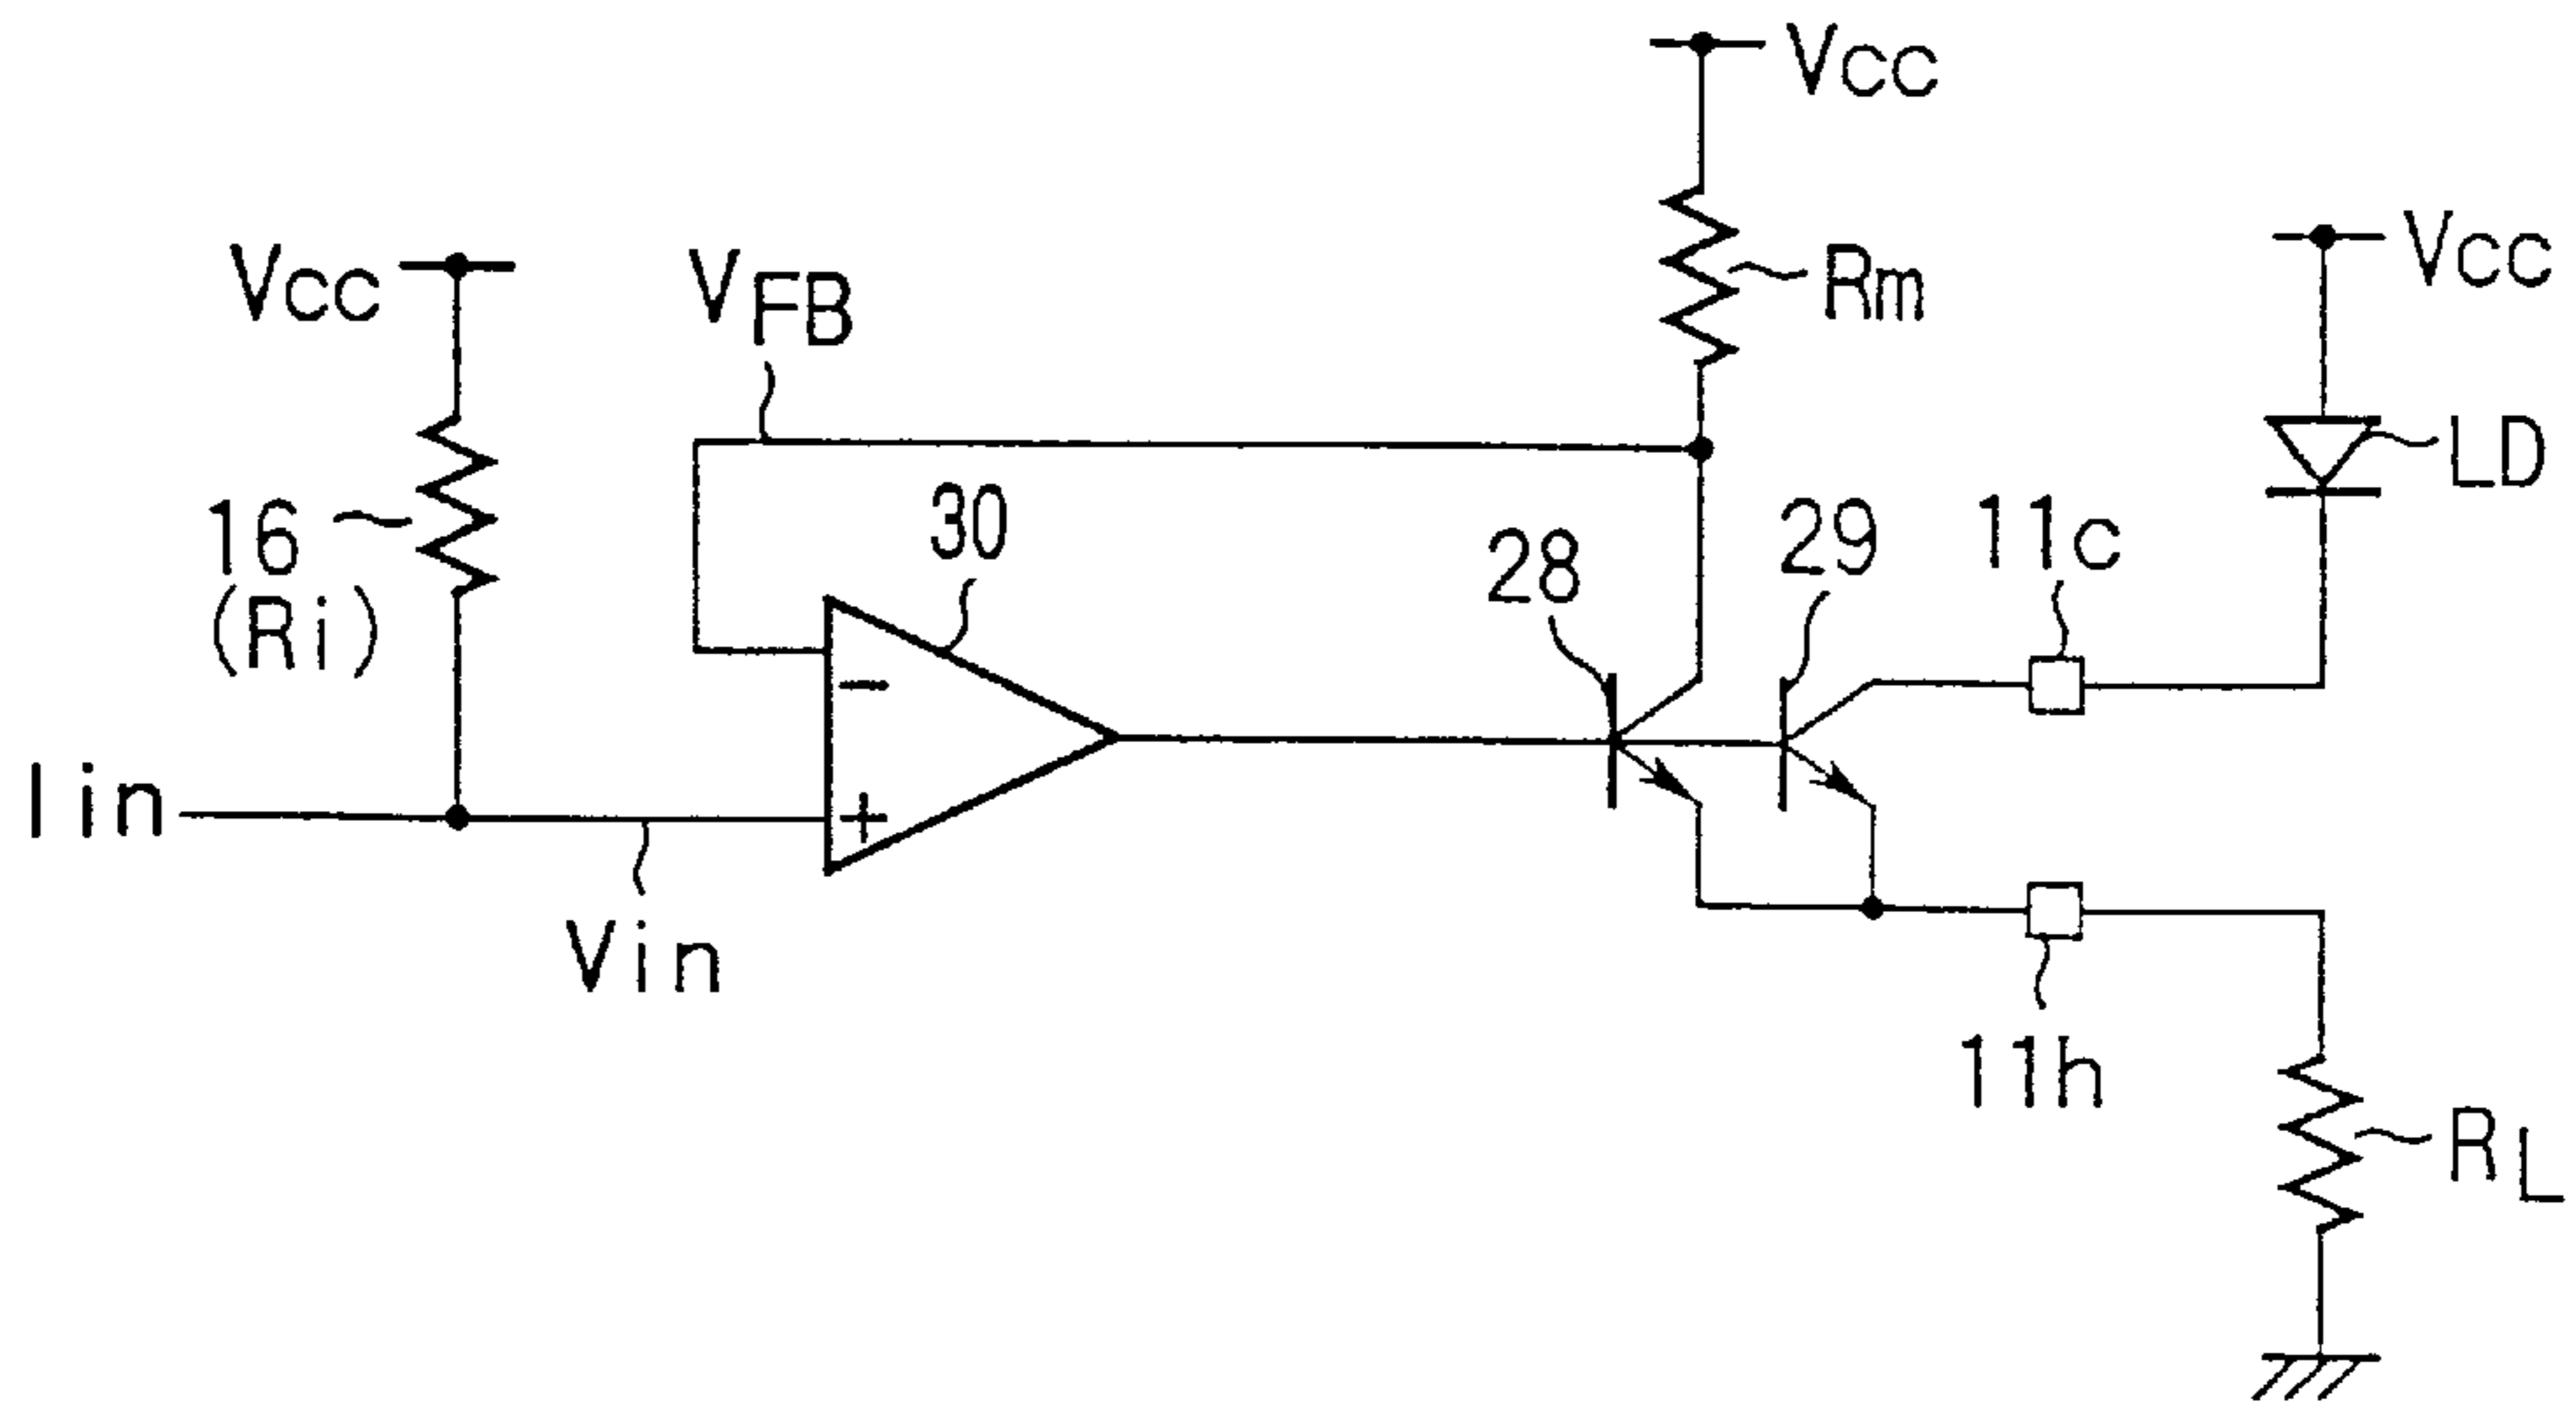 Vcc
Vcc
Vcc
VFB
Rm
LD
16
(Ri)
30
28
29
11c
−
+
Iin
Vin
11h
RL